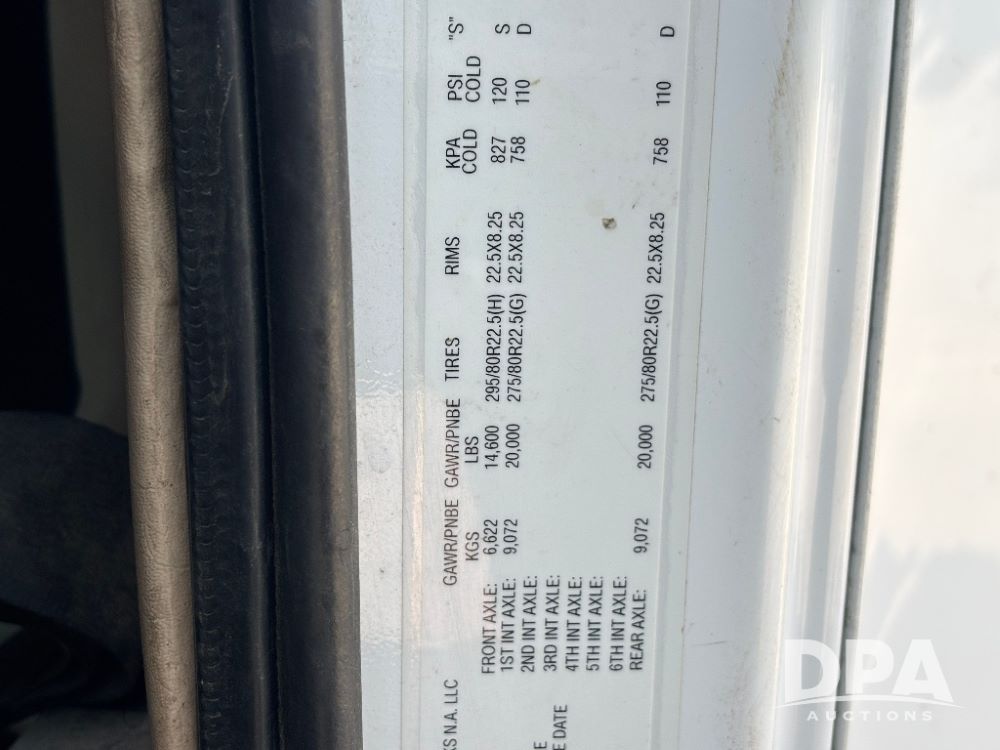 KS N.A. LLC
GAWR/PNBE GAWR/PNBE TIRES RIMS KPA PSI "S"
KGS LBS COLD COLD
FRONT AXLE: 6,622 14,600 295/80R22.5(H) 22.5X8.25 827 120 S
1ST INT AXLE: 9,072 20,000 275/80R22.5(G) 22.5X8.25 758 110 D
2ND INT AXLE:
3RD INT AXLE:
4TH INT AXLE:
5TH INT AXLE:
6TH INT AXLE:
REAR AXLE: 9,072 20,000 275/80R22.5(G) 22.5X8.25 758 110 D
E
E DATE
DPA
AUCTIONS